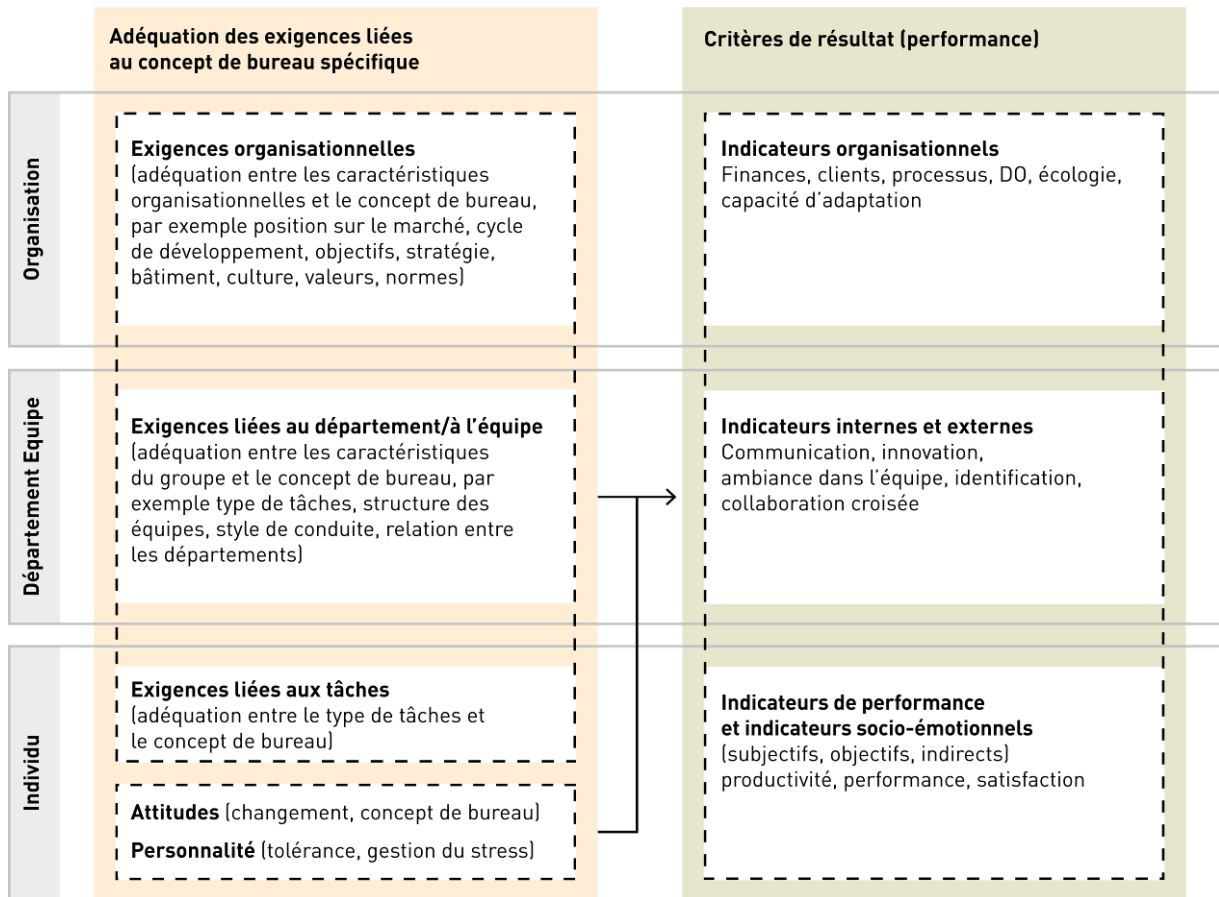 Adéquation des exigences liées
au concept de bureau spécifique
Critères de résultat (performance)
Organisation
Exigences organisationnelles
(adéquation entre les caractéristiques
organisationnelles et le concept de bureau,
par exemple position sur le marché, cycle
de développement, objectifs, stratégie,
bâtiment, culture, valeurs, normes)
Indicateurs organisationnels
Finances, clients, processus, DO, écologie,
capacité d'adaptation
Département Equipe
Exigences liées au département/à l'équipe
(adéquation entre les caractéristiques
du groupe et le concept de bureau, par
exemple type de tâches, structure des
équipes, style de conduite, relation entre
les départements)
Indicateurs internes et externes
Communication, innovation,
ambiance dans l'équipe, identification,
collaboration croisée
Individu
Exigences liées aux tâches
(adéquation entre le type de tâches et
le concept de bureau)
Attitudes (changement, concept de bureau)
Personnalité (tolérance, gestion du stress)
Indicateurs de performance
et indicateurs socio-émotionnels
(subjectifs, objectifs, indirects)
productivité, performance, satisfaction